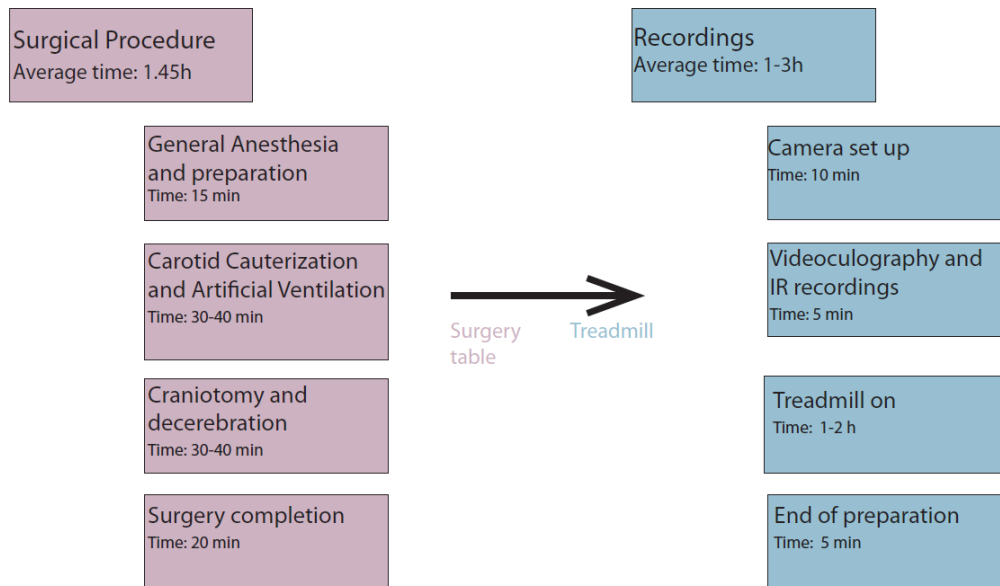 Surgical Procedure
Average time: 1.45h
General Anesthesia
and preparation
Time: 15 min
Carotid Cauterization
and Artificial Ventilation
Time: 30-40 min
Craniotomy and
decerebration
Time: 30-40 min
Surgery completion
Time: 20 min
Surgery
table
Treadmill
Recordings
Average time: 1-3h
Camera set up
Time: 10 min
Videoculography and
IR recordings
Time: 5 min
Treadmill on
Time: 1-2 h
End of preparation
Time: 5 min